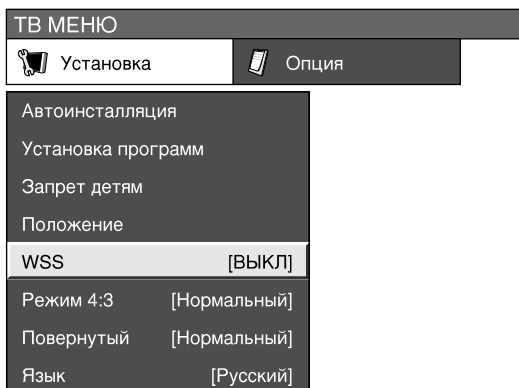 ТВ МЕНЮ
Установка Опция
Автоинсталляция
Установка программ
Запрет детям
Положение
WSS [ВЫКЛ]
Режим 4:3 [Нормальный]
Повернутый [Нормальный]
Язык [Русский]